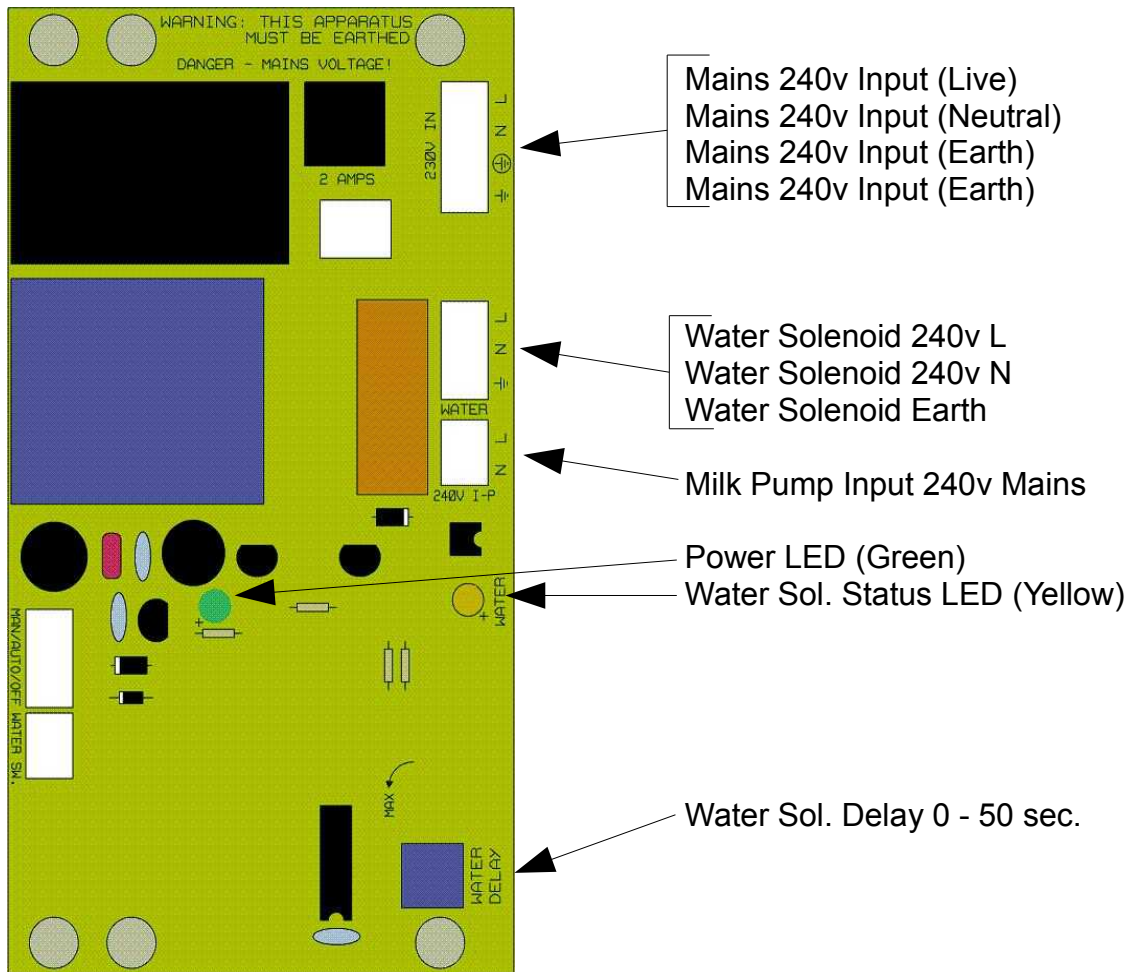 WARNING: THIS APPARATUS
MUST BE EARTHED
DANGER - MAINS VOLTAGE!
230V IN
L
N
2 AMPS
Mains 240v Input (Live)
Mains 240v Input (Neutral)
Mains 240v Input (Earth)
Mains 240v Input (Earth)
L
N
WATER
Water Solenoid 240v L
Water Solenoid 240v N
Water Solenoid Earth
L
N
240V I-P
Milk Pump Input 240v Mains
Power LED (Green)
Water Sol. Status LED (Yellow)
+
+
WATER
MAN/AUTO/OFF WATER SW.
MAX
WATER
DELAY
Water Sol. Delay 0 - 50 sec.